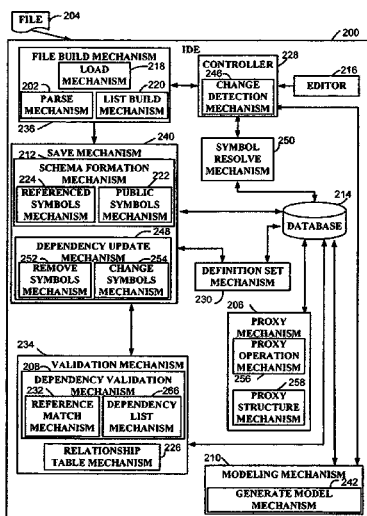 FILE
204
200
IDE
FILE BUILD MECHANISM
218
LOAD
MECHANISM
202
220
PARSE
MECHANISM
LIST BUILD
MECHANISM
236
228
CONTROLLER
246
CHANGE
DETECTION
MECHANISM
216
EDITOR
250
SYMBOL
RESOLVE
MECHANISM
240
SAVE MECHANISM
212
SCHEMA FORMATION
MECHANISM
224
222
REFERENCED
SYMBOLS
MECHANISM
PUBLIC
SYMBOLS
MECHANISM
214
DATABASE
248
DEPENDENCY UPDATE
MECHANISM
252
254
REMOVE
SYMBOLS
MECHANISM
CHANGE
SYMBOLS
MECHANISM
DEFINITION SET
MECHANISM
230
206
PROXY
MECHANISM
PROXY
OPERATION
MECHANISM
256
258
PROXY
STRUCTURE
MECHANISM
234
VALIDATION MECHANISM
208
DEPENDENCY VALIDATION
MECHANISM
232
266
REFERENCE
MATCH
MECHANISM
DEPENDENCY
LIST
MECHANISM
RELATIONSHIP
TABLE MECHANISM
226
210
MODELING MECHANISM
242
GENERATE MODEL
MECHANISM